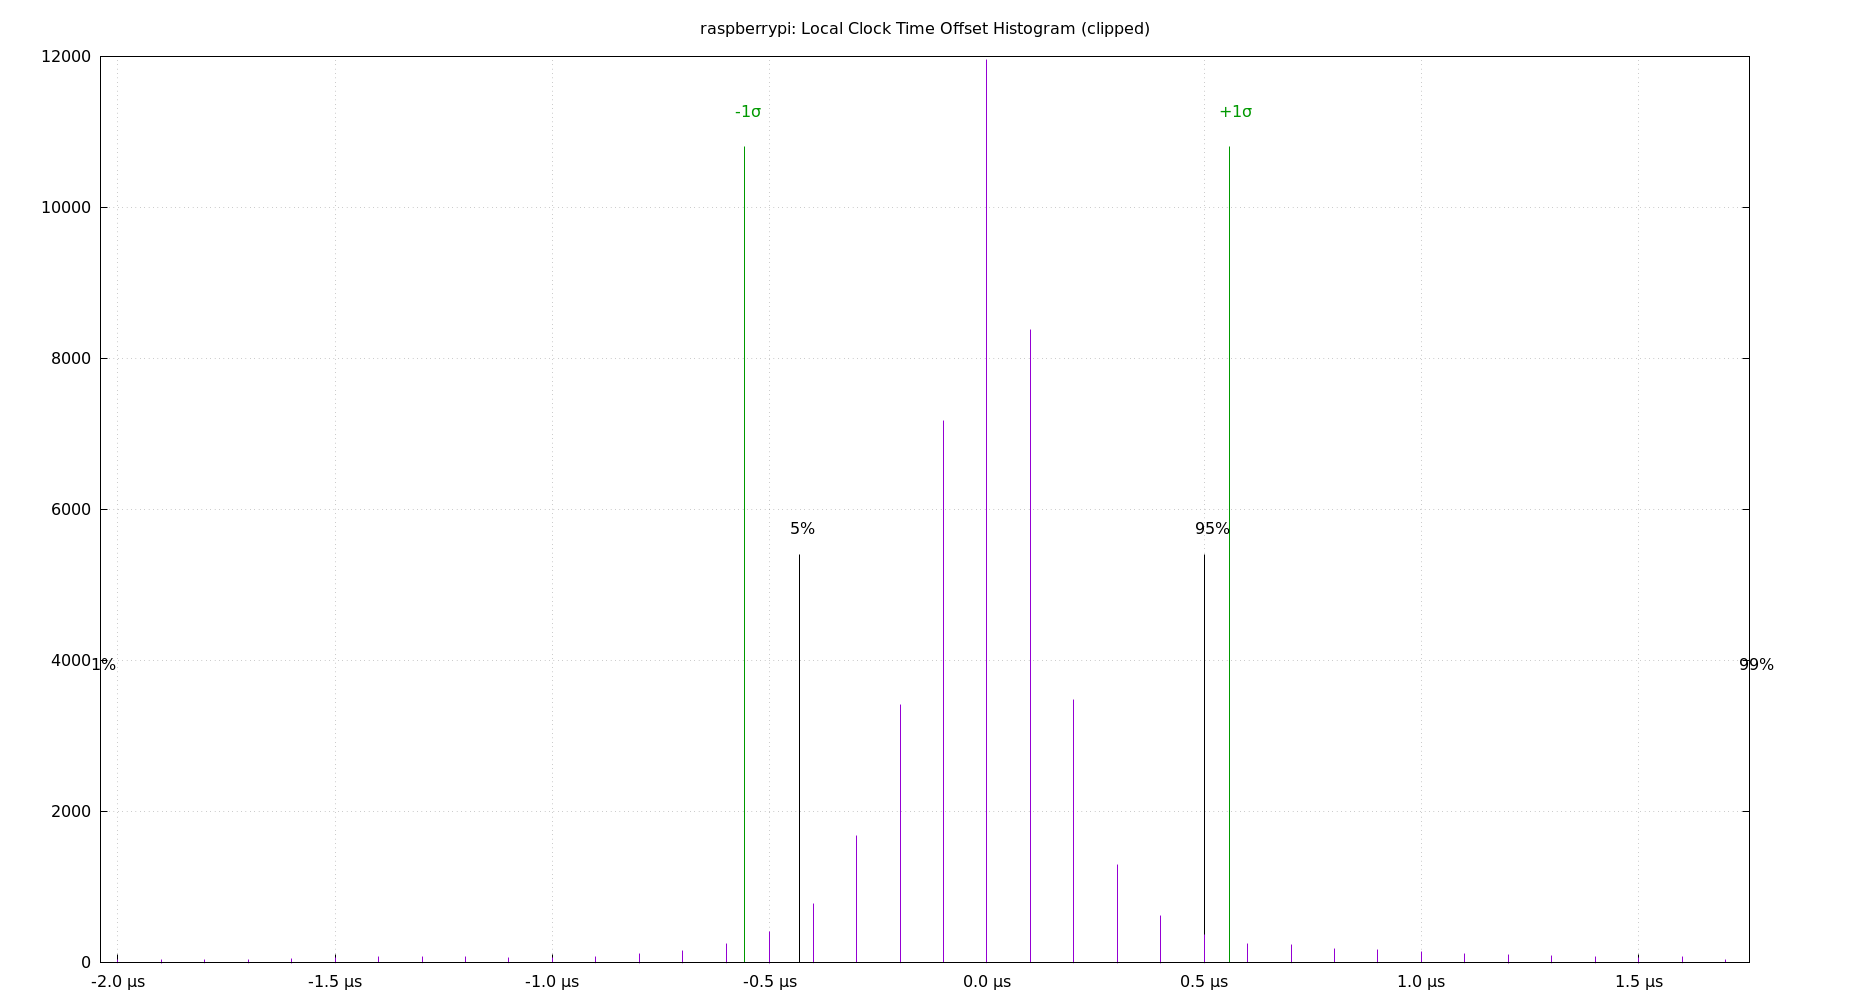 raspberrypi: Local Clock Time Offset Histogram (clipped)
12000
-1σ +1σ
10000
8000
6000
5% 95%
4000 1% 99%
2000
0
-2.0 µs -1.5 µs -1.0 µs -0.5 µs 0.0 µs 0.5 µs 1.0 µs 1.5 µs